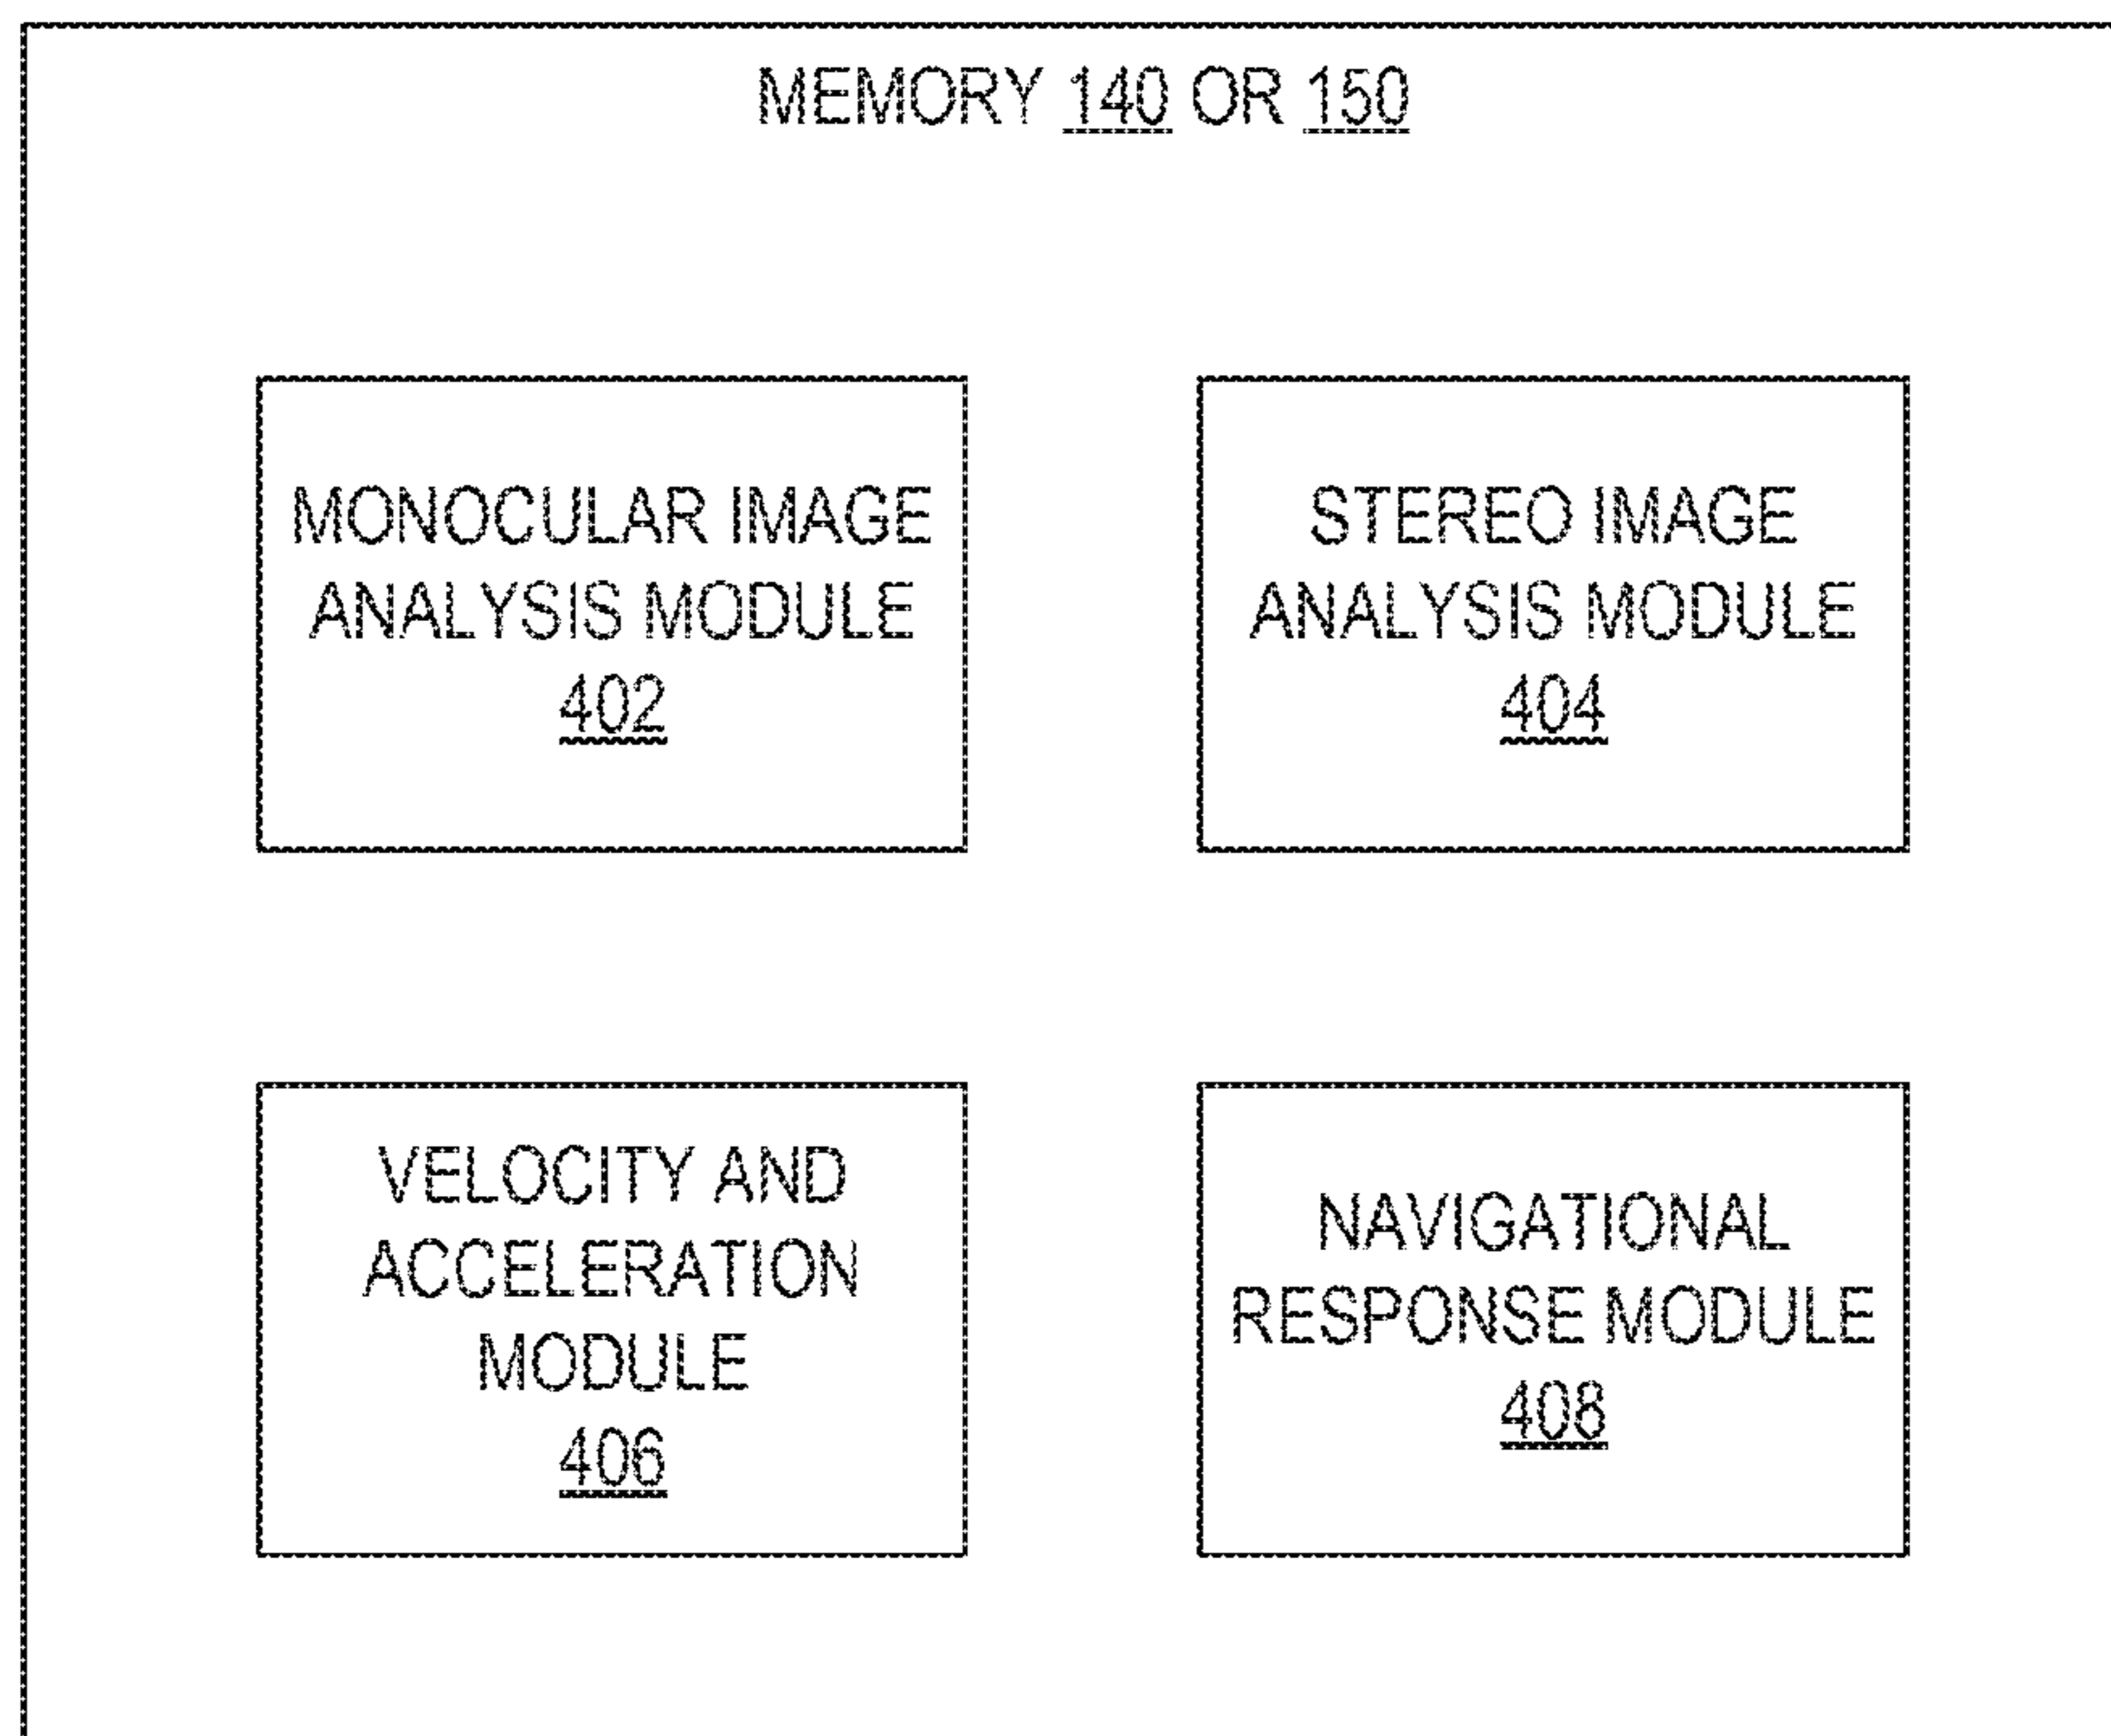 MEMORY 140 OR 150
MONOCULAR IMAGE
ANALYSIS MODULE
402
STEREO IMAGE
ANALYSIS MODULE
404
VELOCITY AND
ACCELERATION
MODULE
406
NAVIGATIONAL
RESPONSE MODULE
408